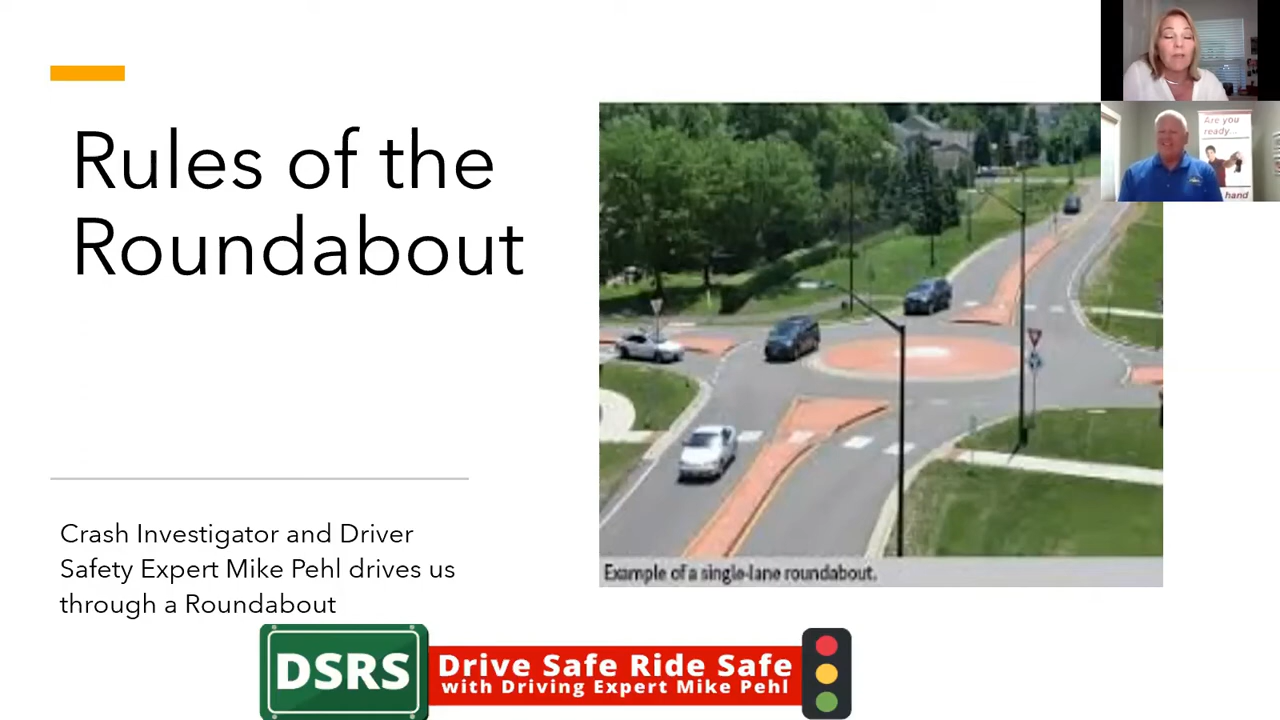 Rules of the
Roundabout
Crash Investigator and Driver
Safety Expert Mike Pehl drives us
through a Roundabout
Example of a single-lane roundabout.
Are you
ready...
hand
DSRS
Drive Safe Ride Safe
with Driving Expert Mike Pehl